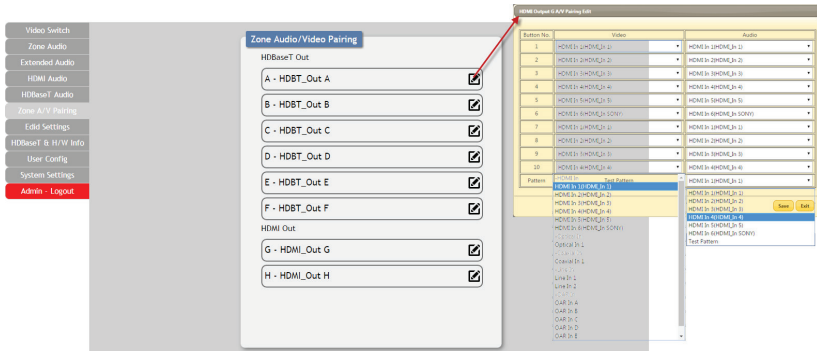 Video Switch
Zone Audio
Extended Audio
HDMI Audio
HDBaseT Audio
Zone A/V Pairing
Edid Settings
HDBaseT & H/W Info
User Config
System Settings
Admin - Logout
Zone Audio/Video Pairing
HDBaseT Out
A - HDBT_Out A
B - HDBT_Out B
C - HDBT_Out C
D - HDBT_Out D
E - HDBT_Out E
F - HDBT_Out F
HDMI Out
G - HDMI_Out G
H - HDMI_Out H
HDMI Output G A/V Pairing Edit
Button No. Video Audio
1 HDMI In 1(HDMI_In 1) HDMI In 1(HDMI_In 1)
2 HDMI In 2(HDMI_In 2) HDMI In 2(HDMI_In 2)
3 HDMI In 3(HDMI_In 3) HDMI In 3(HDMI_In 3)
4 HDMI In 4(HDMI_In 4) HDMI In 4(HDMI_In 4)
5 HDMI In 5(HDMI_In 5) HDMI In 5(HDMI_In 5)
6 HDMI In 6(HDMI_In SONY) HDMI In 6(HDMI_In SONY)
7 HDMI In 1(HDMI_In 1) HDMI In 1(HDMI_In 1)
8 HDMI In 2(HDMI_In 2) HDMI In 2(HDMI_In 2)
9 HDMI In 3(HDMI_In 3) HDMI In 3(HDMI_In 3)
10 HDMI In 4(HDMI_In 4) HDMI In 4(HDMI_In 4)
Pattern Test Pattern HDMI In 1(HDMI_In 1)
HDMI In
HDMI In 1(HDMI_In 1)
HDMI In 2(HDMI_In 2)
HDMI In 3(HDMI_In 3)
HDMI In 4(HDMI_In 4)
HDMI In 5(HDMI_In 5)
HDMI In 6(HDMI_In SONY)
Optical In 1
Coaxial In 1
Line In 1
Line In 2
OAR In A
OAR In B
OAR In C
OAR In D
OAR In E
HDMI In 1(HDMI_In 1)
HDMI In 2(HDMI_In 2)
HDMI In 3(HDMI_In 3)
HDMI In 4(HDMI_In 4)
HDMI In 5(HDMI_In 5)
HDMI In 6(HDMI_In SONY)
Test Pattern
Save Exit